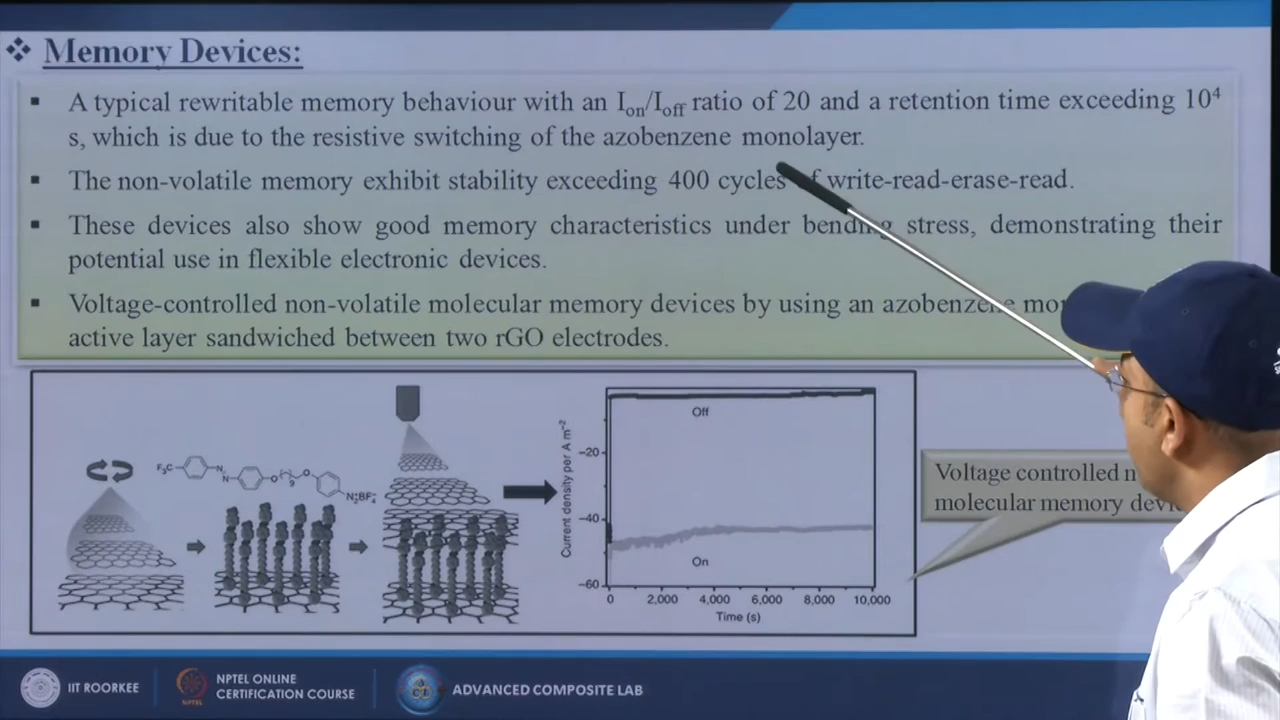 ❖ Memory Devices:
▪ A typical rewritable memory behaviour with an Ion/Ioff ratio of 20 and a retention time exceeding 10⁴
s, which is due to the resistive switching of the azobenzene monolayer.
▪ The non-volatile memory exhibit stability exceeding 400 cycles write-read-erase-read.
▪ These devices also show good memory characteristics under bending stress, demonstrating their
potential use in flexible electronic devices.
▪ Voltage-controlled non-volatile molecular memory devices by using an azobenzene
active layer sandwiched between two rGO electrodes.
F₃C
N
N
O
9
O
N₂⁺BF₄⁻
Current density per A m⁻²
−20
−40
−60
Off
On
0 2,000 4,000 6,000 8,000 10,000
Time (s)
Voltage controlled
molecular memory
IIT ROORKEE
NPTEL
NPTEL ONLINE
CERTIFICATION COURSE
ADVANCED COMPOSITE LAB